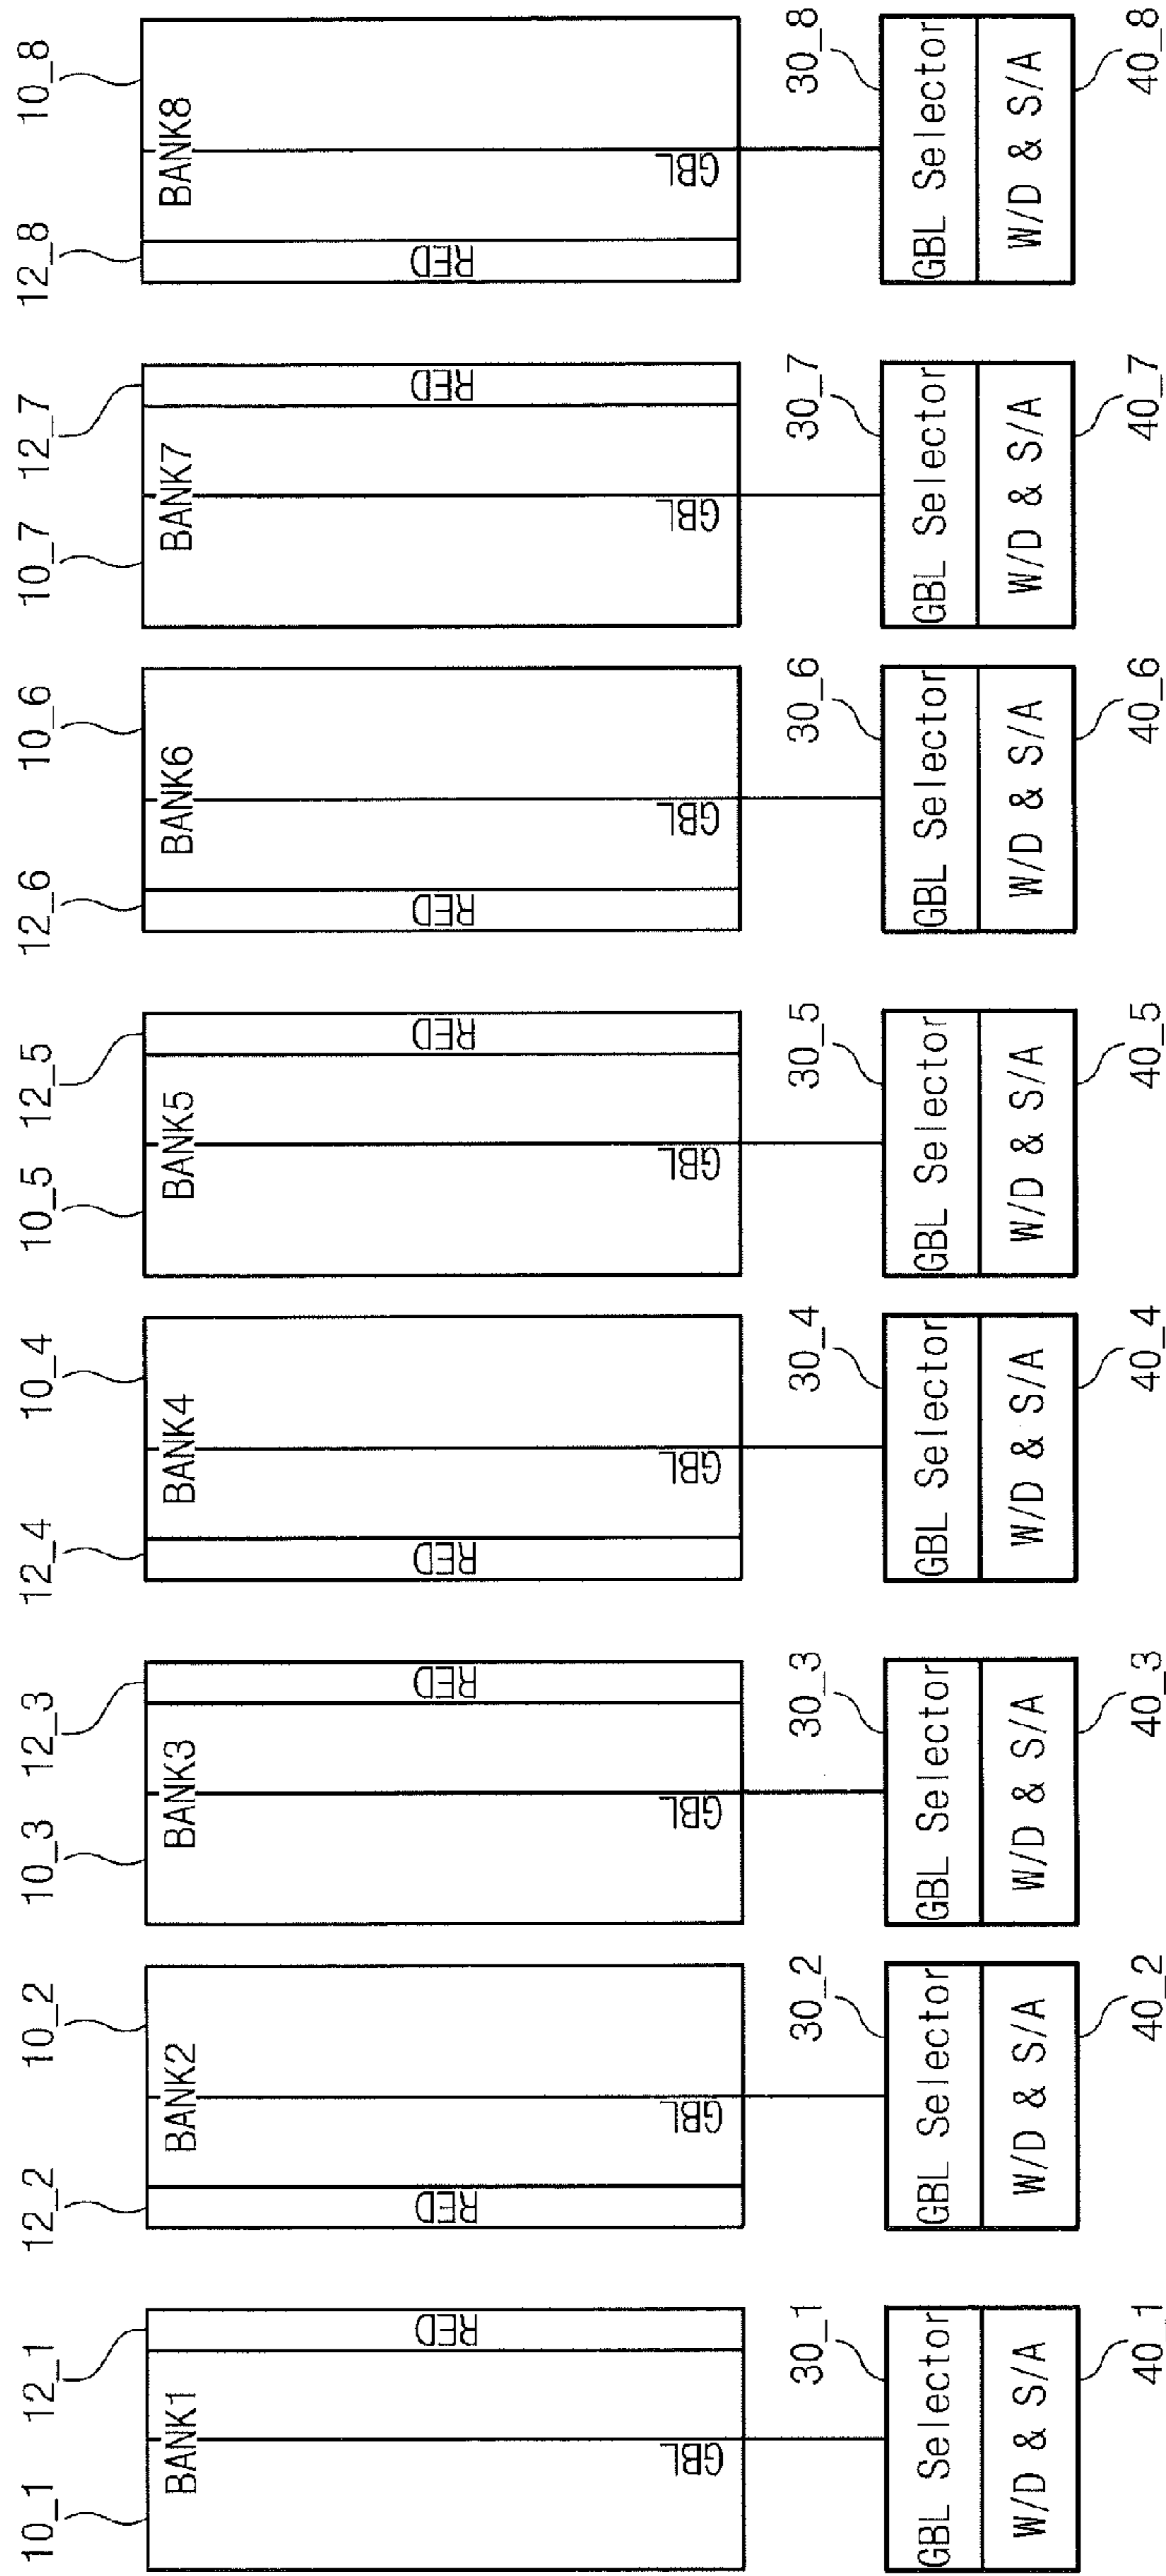 10_1 12_1 12_2 10_2 10_3 12_3 12_4 10_4 10_5 12_5 12_6 10_6 10_7 12_7 12_8 10_8
BANK1 BANK2 BANK3 BANK4 BANK5 BANK6 BANK7 BANK8
RED RED RED RED RED RED RED RED
GBL GBL GBL GBL GBL GBL GBL GBL
30_1 30_2 30_3 30_4 30_5 30_6 30_7 30_8
GBL Selector GBL Selector GBL Selector GBL Selector GBL Selector GBL Selector GBL Selector GBL Selector
W/D & S/A W/D & S/A W/D & S/A W/D & S/A W/D & S/A W/D & S/A W/D & S/A W/D & S/A
40_1 40_2 40_3 40_4 40_5 40_6 40_7 40_8